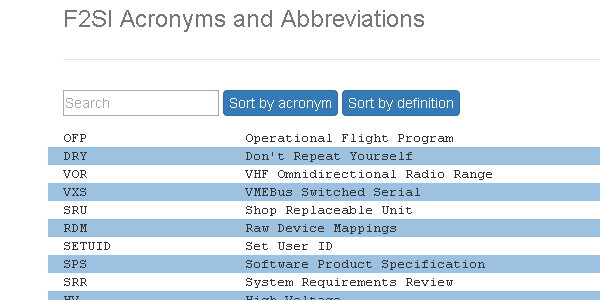 F2SI Acronyms and Abbreviations
Search Sort by acronym Sort by definition
OFP Operational Flight Program
DRY Don't Repeat Yourself
VOR VHF Omnidirectional Radio Range
VXS VMEBus Switched Serial
SRU Shop Replaceable Unit
RDM Raw Device Mappings
SETUID Set User ID
SPS Software Product Specification
SRR System Requirements Review
HV High Voltage